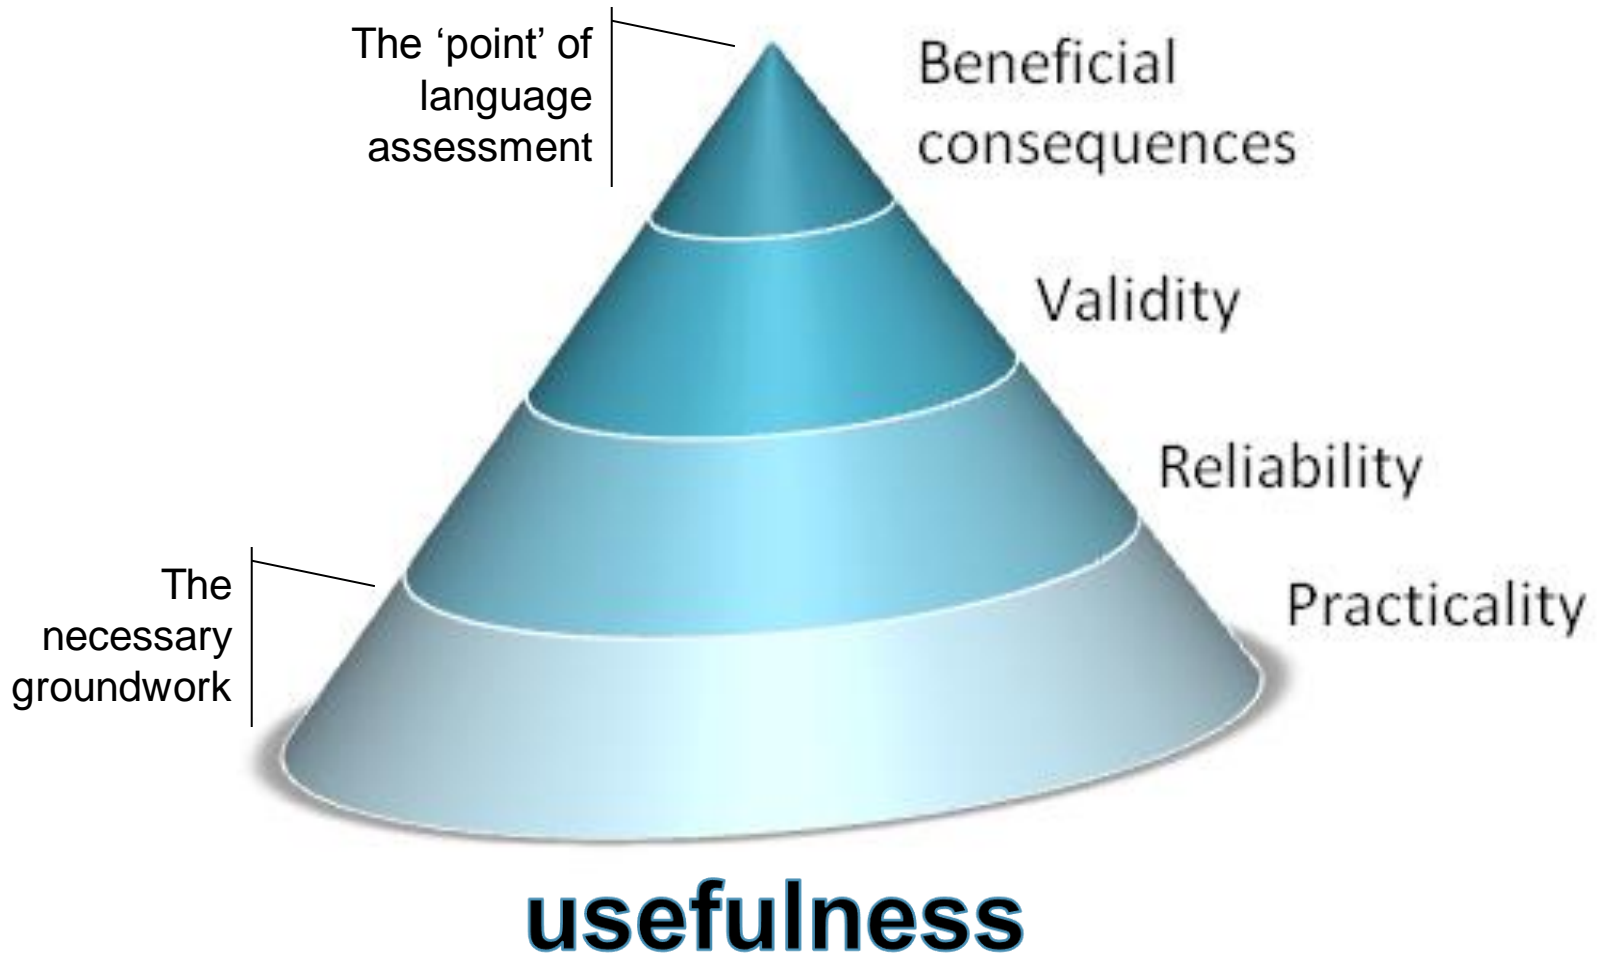 The ‘point’ of
language
assessment
Beneficial
consequences
Validity
Reliability
The
necessary
groundwork
Practicality
usefulness